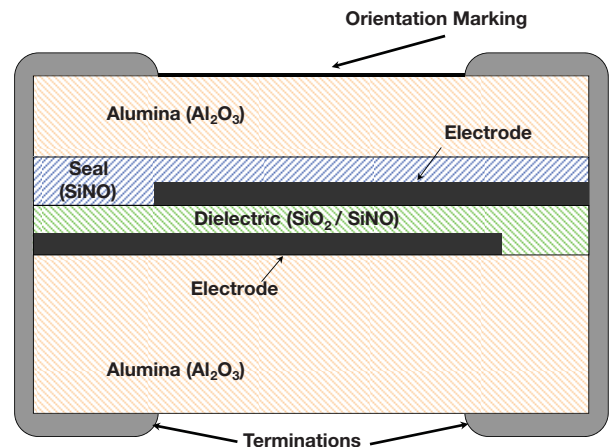 Orientation Marking
Alumina (Al₂O₃)
Electrode
Seal
(SiNO)
Dielectric (SiO₂ / SiNO)
Electrode
Alumina (Al₂O₃)
Terminations